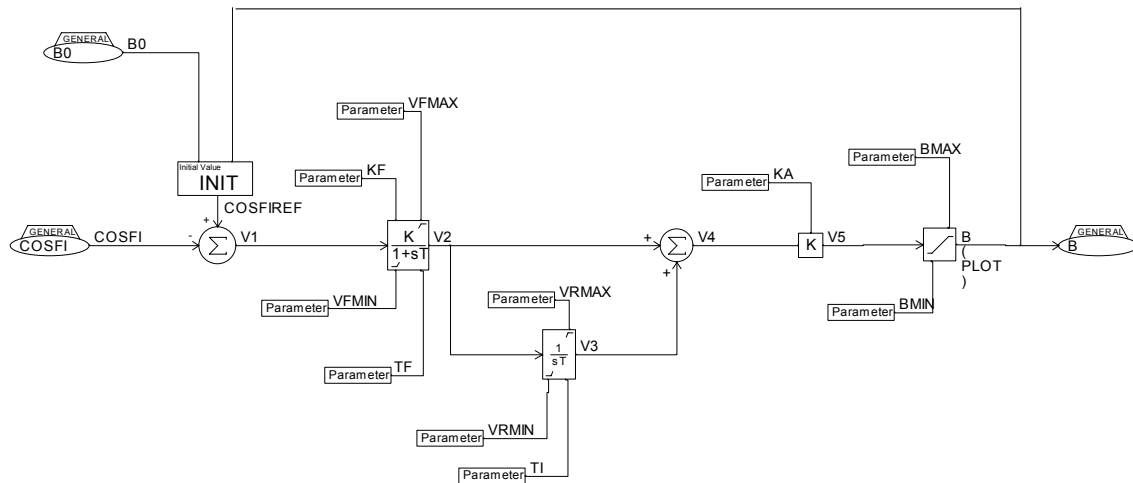 GENERAL
B0
B0
Initial Value
INIT
COSFIREF
Parameter
VFMAX
Parameter
KF
GENERAL
COSFI
COSFI
-
+
Σ
V1
K
1+sT
V2
Parameter
VFMIN
Parameter
TF
Parameter
VRMAX
1
sT
V3
Parameter
VRMIN
Parameter
TI
+
+
Σ
V4
Parameter
KA
K
V5
Parameter
BMAX
Parameter
BMIN
B
(
PLOT
)
GENERAL
B